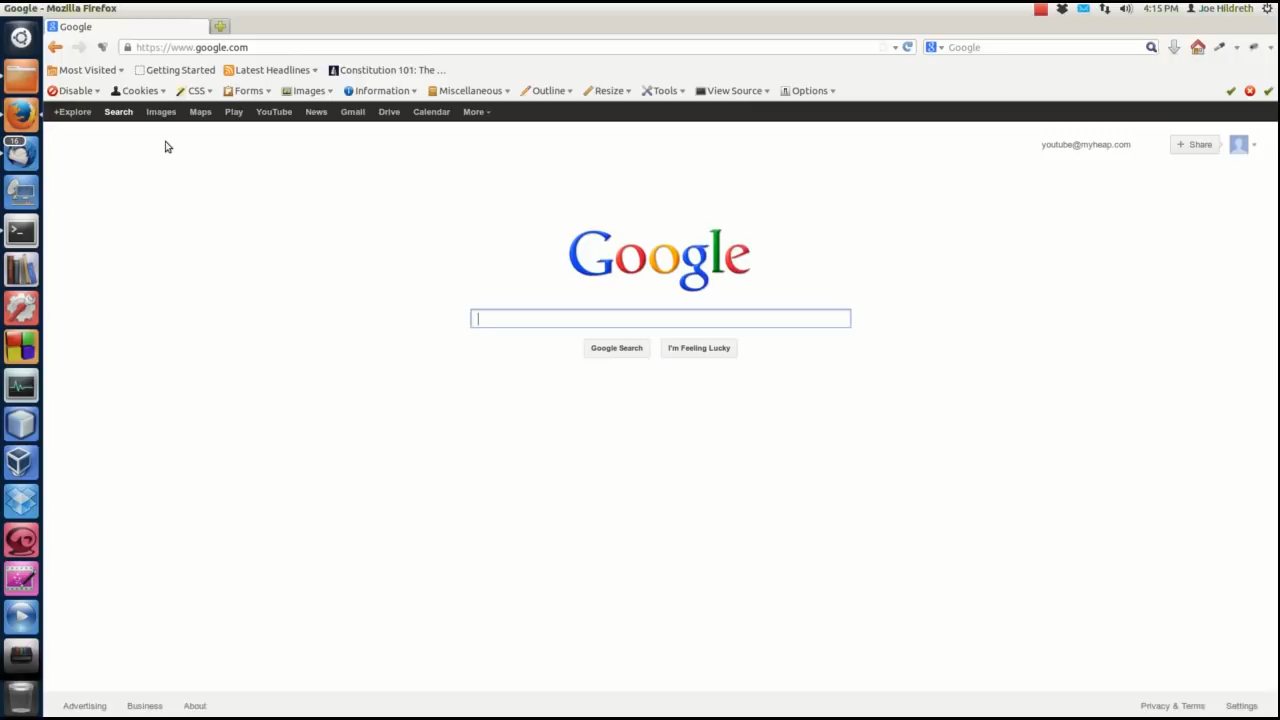 Google - Mozilla Firefox
4:15 PM Joe Hildreth
Google
https://www.google.com
Google
Most Visited Getting Started Latest Headlines Constitution 101: The ...
Disable Cookies CSS Forms Images Information Miscellaneous Outline Resize Tools View Source Options
+Explore Search Images Maps Play YouTube News Gmail Drive Calendar More
16
youtube@myheap.com
+ Share
Google
Google Search I'm Feeling Lucky
Advertising Business About Privacy & Terms Settings